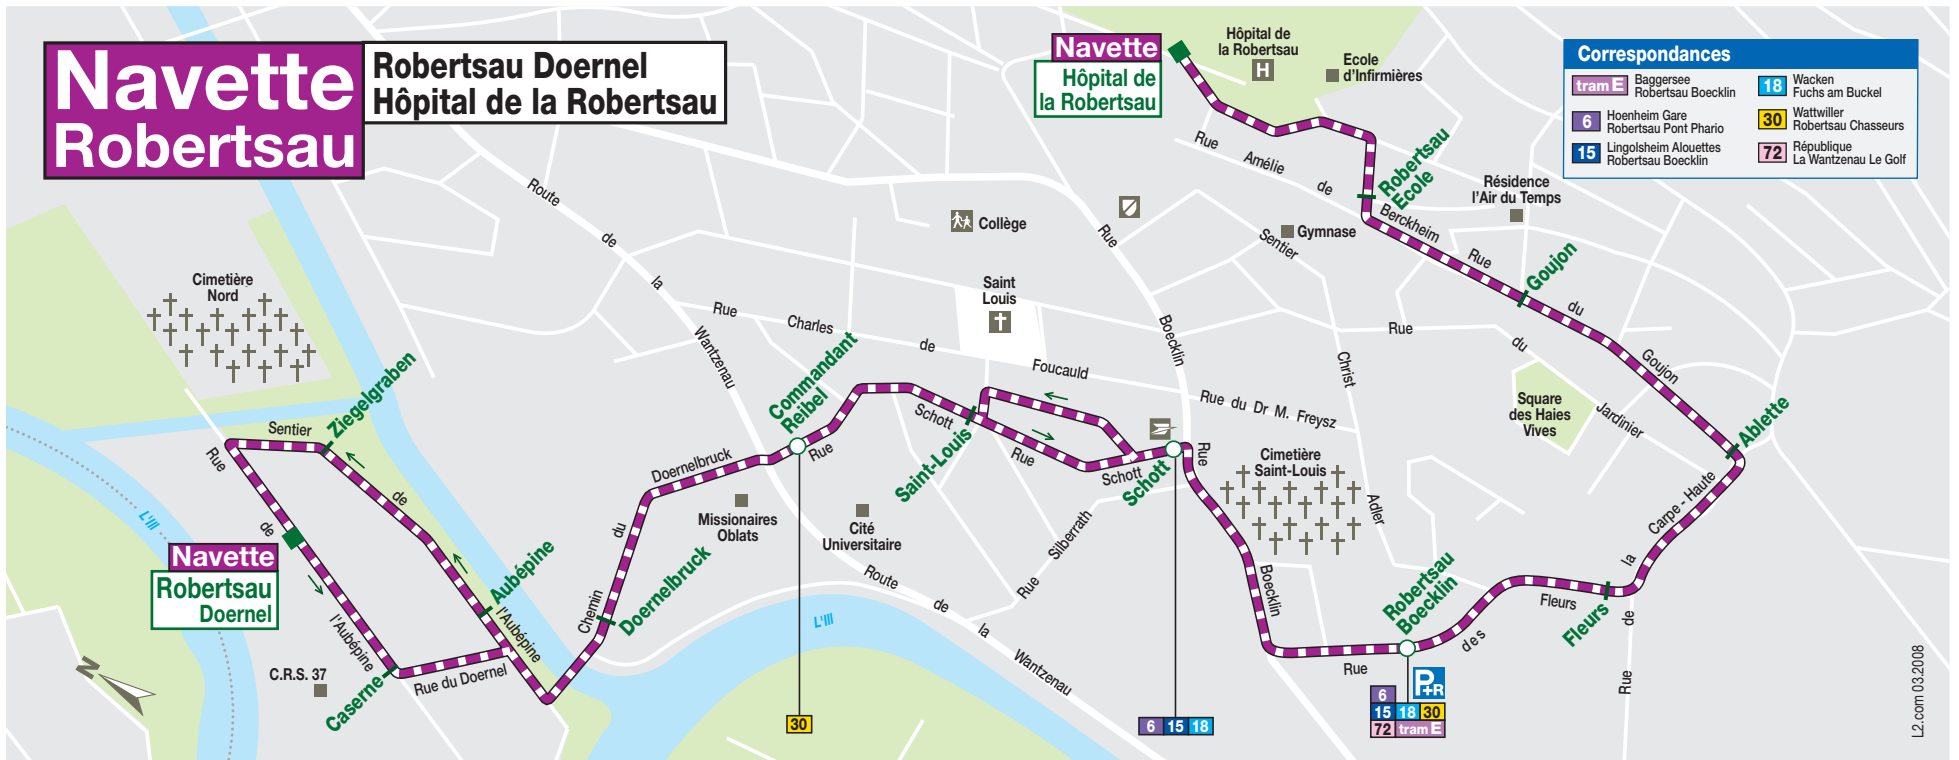 Navette
Robertsau
Robertsau Doernel
Hôpital de la Robertsau
Navette
Hôpital de
la Robertsau
Hôpital de
la Robertsau
H
Ecole
d'Infirmières
Correspondances
tram E
Baggersee
Robertsau Boecklin
6
Hoenheim Gare
Robertsau Pont Phario
15
Lingolsheim Alouettes
Robertsau Boecklin
18
Wacken
Fuchs am Buckel
30
Wattwiller
Robertsau Chasseurs
72
République
La Wantzenau Le Golf
Rue
Amélie
de
Berckheim
Robertsau
Ecole
Résidence
l'Air du Temps
Gymnase
Sentier
Rue
du
Goujon
Goujon
Route
de
la
Wantzenau
Collège
Rue
Boecklin
Saint
Louis
Cimetière
Nord
Rue
Charles
de
Foucauld
Rue du Dr M. Freysz
Christ
Adler
Rue
du
Jardinier
Square
des Haies
Vives
Ablette
Ziegelgraben
Sentier
de
l'Aubépine
Aubépine
Rue
de
l'Aubépine
L'Ill
Navette
Robertsau
Doernel
C.R.S. 37
Caserne
Rue du Doernel
N
Chemin
du
Doernelbruck
Doernelbruck
Missionaires
Oblats
Commandant
Reibel
Rue
Schott
Saint-Louis
Rue
Schott
Schott
Cité
Universitaire
Route
de
la
Wantzenau
L'Ill
Rue
Silberrath
Rue
Boecklin
Cimetière
Saint-Louis
Robertsau
Boecklin
Rue
des
Fleurs
Fleurs
Rue
de
la
Carpe - Haute
30
6 15 18
6
P+R
15 18 30
72 tram E
L2.com 03.2008